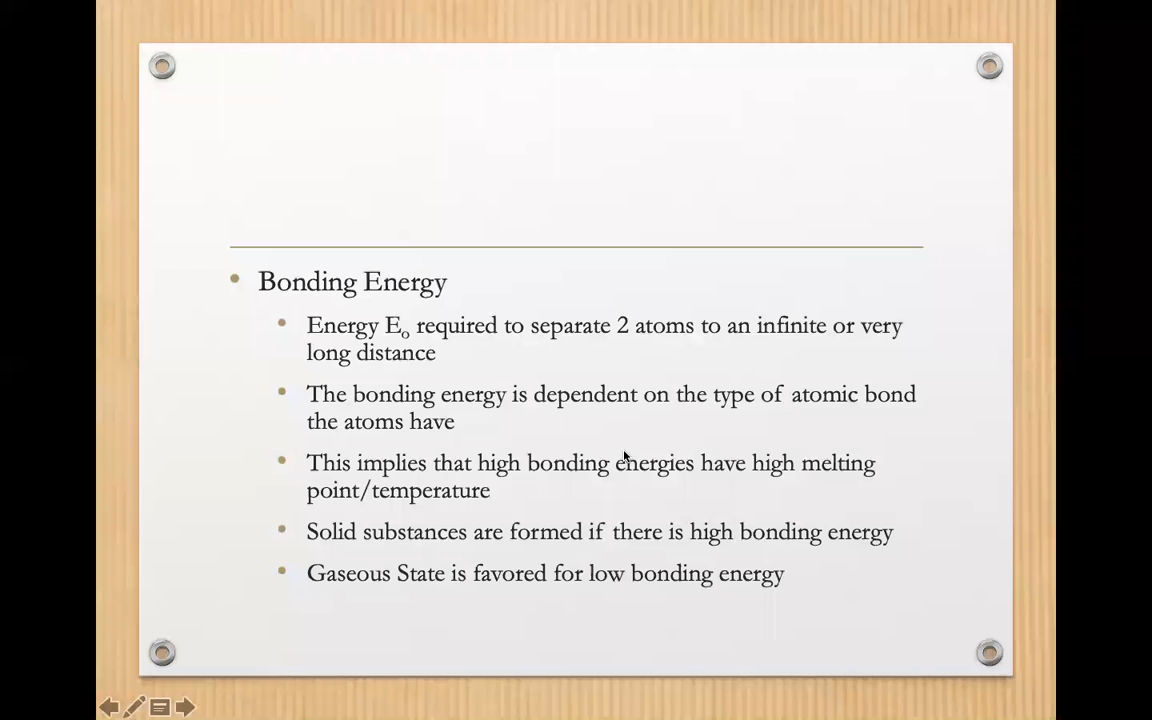 Bonding Energy
Energy Eo required to separate 2 atoms to an infinite or very
long distance
The bonding energy is dependent on the type of atomic bond
the atoms have
This implies that high bonding energies have high melting
point/temperature
Solid substances are formed if there is high bonding energy
Gaseous State is favored for low bonding energy